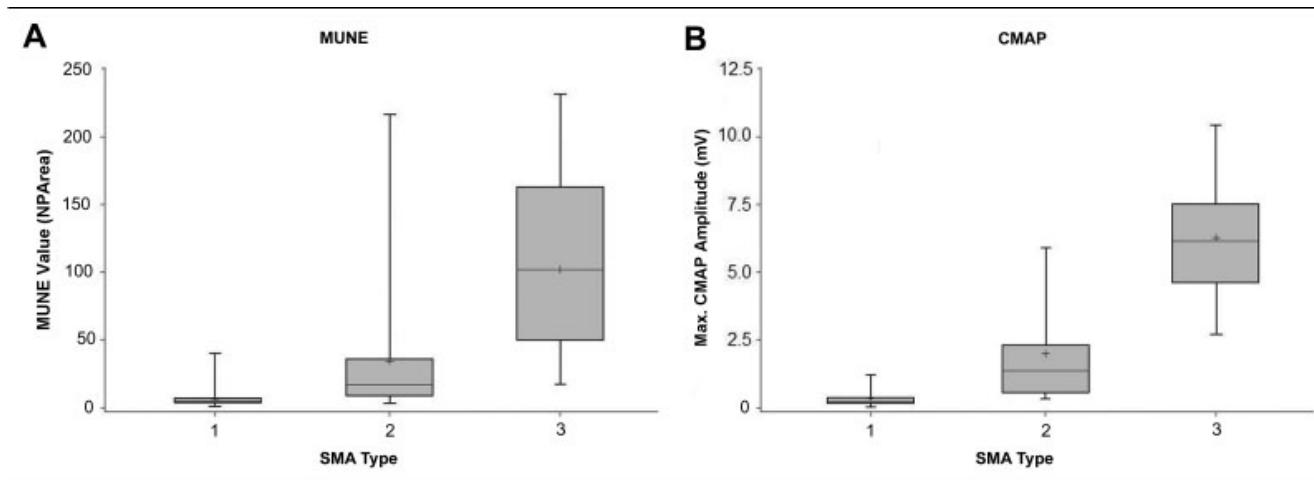 A
MUNE
250
200
150
100
50
0
MUNE Value (NPArea)
1 2 3
SMA Type
B
CMAP
12.5
10.0
7.5
5.0
2.5
0
Max. CMAP Amplitude (mV)
1 2 3
SMA Type